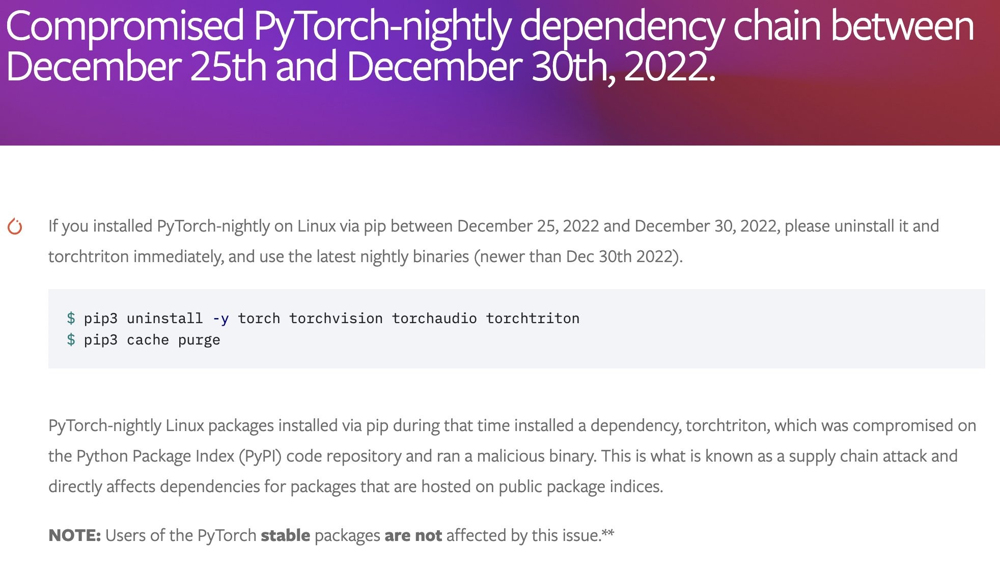 Compromised PyTorch-nightly dependency chain between
December 25th and December 30th, 2022.
If you installed PyTorch-nightly on Linux via pip between December 25, 2022 and December 30, 2022, please uninstall it and
torchtriton immediately, and use the latest nightly binaries (newer than Dec 30th 2022).
$ pip3 uninstall -y torch torchvision torchaudio torchtriton
$ pip3 cache purge
PyTorch-nightly Linux packages installed via pip during that time installed a dependency, torchtriton, which was compromised on
the Python Package Index (PyPI) code repository and ran a malicious binary. This is what is known as a supply chain attack and
directly affects dependencies for packages that are hosted on public package indices.
NOTE: Users of the PyTorch stable packages are not affected by this issue.**